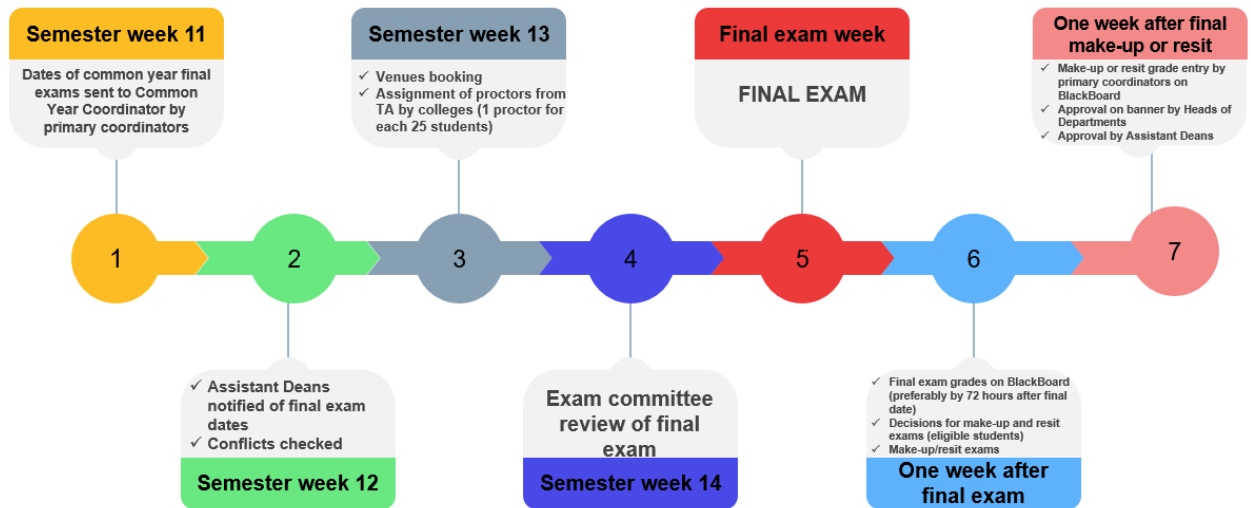 Semester week 11
Dates of common year final
exams sent to Common
Year Coordinator by
primary coordinators
Semester week 13
✓ Venues booking
✓ Assignment of proctors from
TA by colleges (1 proctor for
each 25 students)
Final exam week
FINAL EXAM
One week after final
make-up or resit
✓ Make-up or resit grade entry by
primary coordinators on
BlackBoard
✓ Approval on banner by Heads of
Departments
✓ Approval by Assistant Deans
1
2
3
4
5
6
7
✓ Assistant Deans
notified of final exam
dates
✓ Conflicts checked
Semester week 12
Exam committee
review of final
exam
Semester week 14
✓ Final exam grades on BlackBoard
(preferably by 72 hours after final
date)
✓ Decisions for make-up and resit
exams (eligible students)
✓ Make-up/resit exams
One week after
final exam